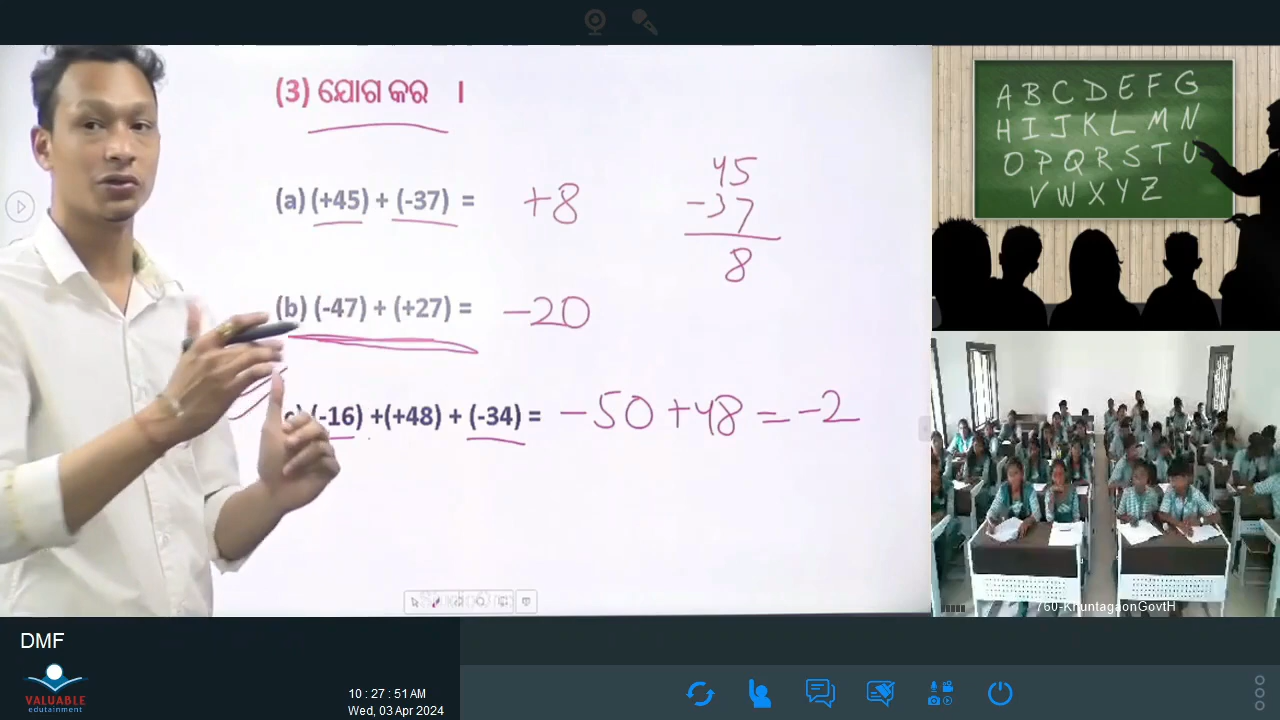 (3) ଯୋଗ କର ।
(a) (+45) + (-37) = +8
45
-37
8
(b) (-47) + (+27) = -20
(-16) +(+48) + (-34) = -50 +48 = -2
A B C D E F G
H I J K L M N
O P Q R S T U
V W X Y Z
760-KhuntagaonGovtH
DMF
VALUABLE
edutainment
10 : 27 : 51 AM
Wed, 03 Apr 2024